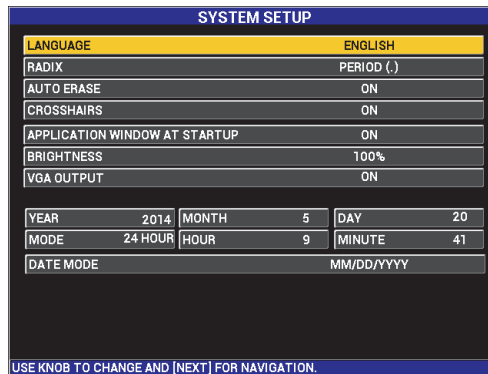 SYSTEM SETUP
LANGUAGE ENGLISH
RADIX PERIOD (.)
AUTO ERASE ON
CROSSHAIRS ON
APPLICATION WINDOW AT STARTUP ON
BRIGHTNESS 100%
VGA OUTPUT ON
YEAR 2014 MONTH 5 DAY 20
MODE 24 HOUR HOUR 9 MINUTE 41
DATE MODE MM/DD/YYYY
USE KNOB TO CHANGE AND [NEXT] FOR NAVIGATION.